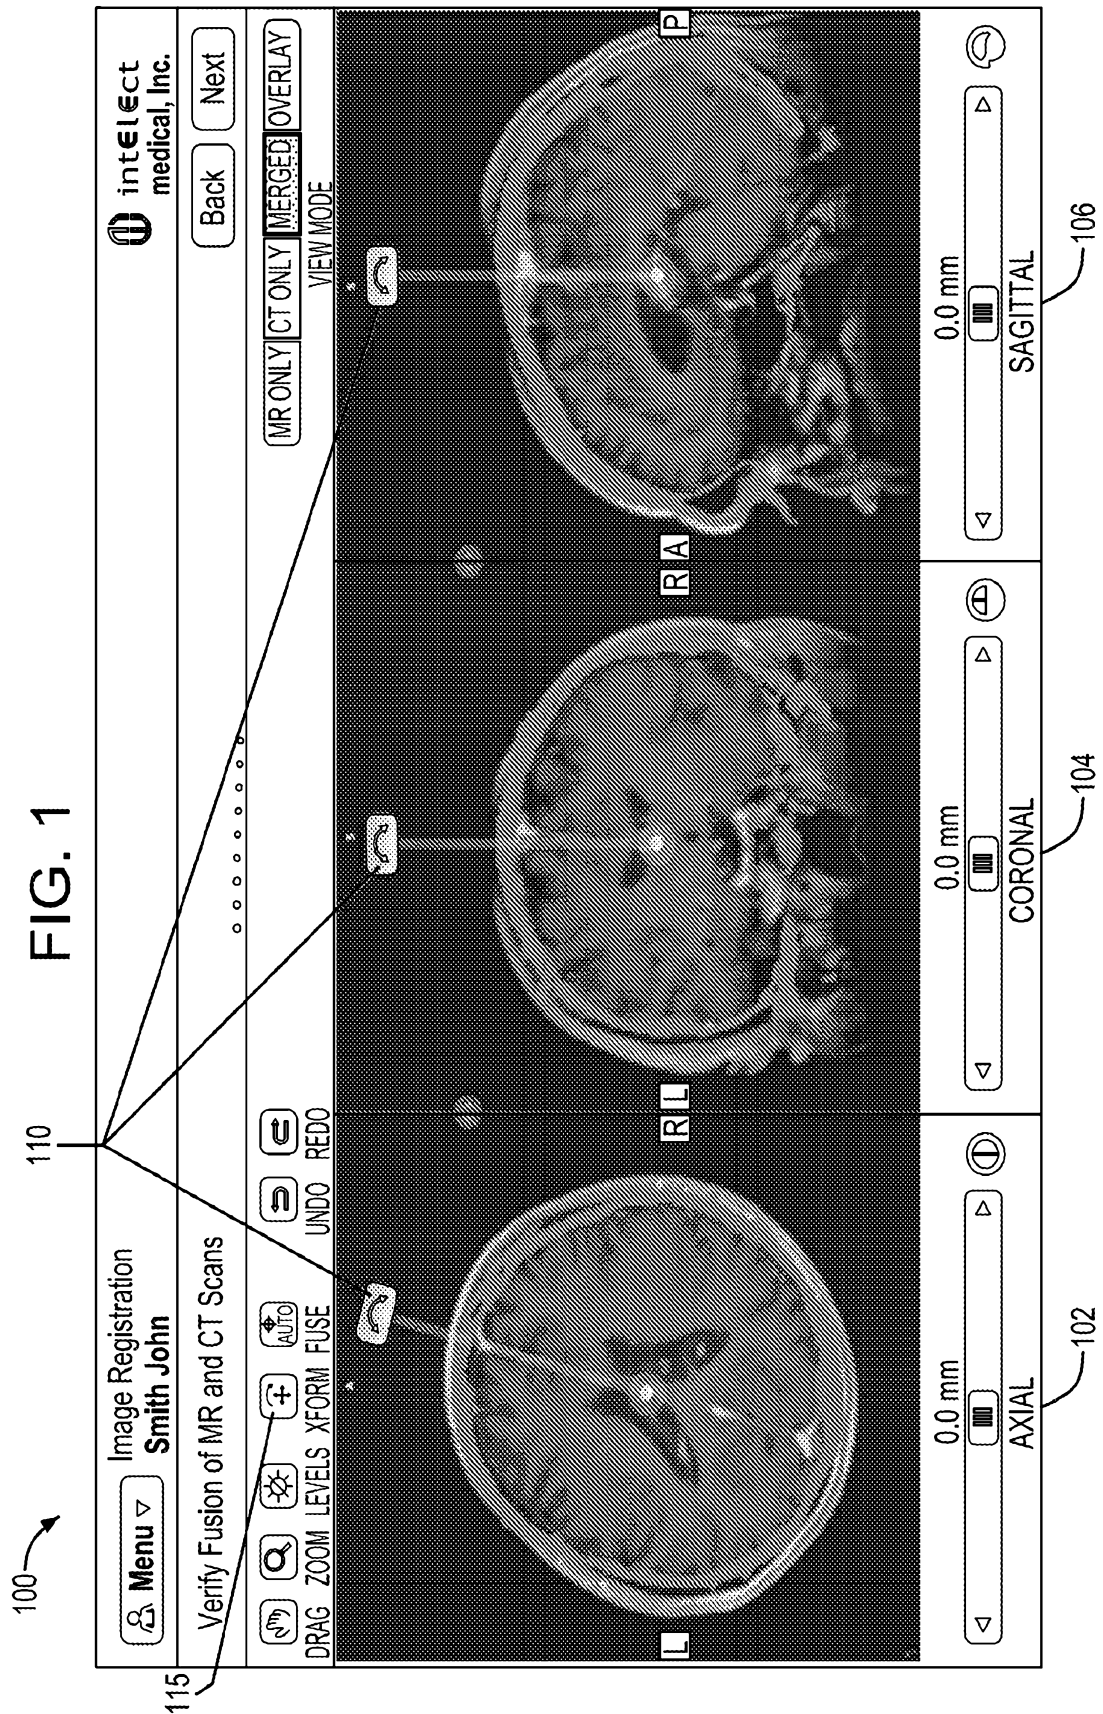 FIG. 1
100
110
115
Menu
Image Registration
Smith John
intelect
medical, Inc.
Verify Fusion of MR and CT Scans
Back
Next
AUTO
DRAG ZOOM LEVELS XFORM FUSE UNDO REDO
MR ONLY CT ONLY MERGED OVERLAY
VIEW MODE
A S S
L R L R A P
0.0 mm 0.0 mm 0.0 mm
AXIAL CORONAL SAGITTAL
102 104 106